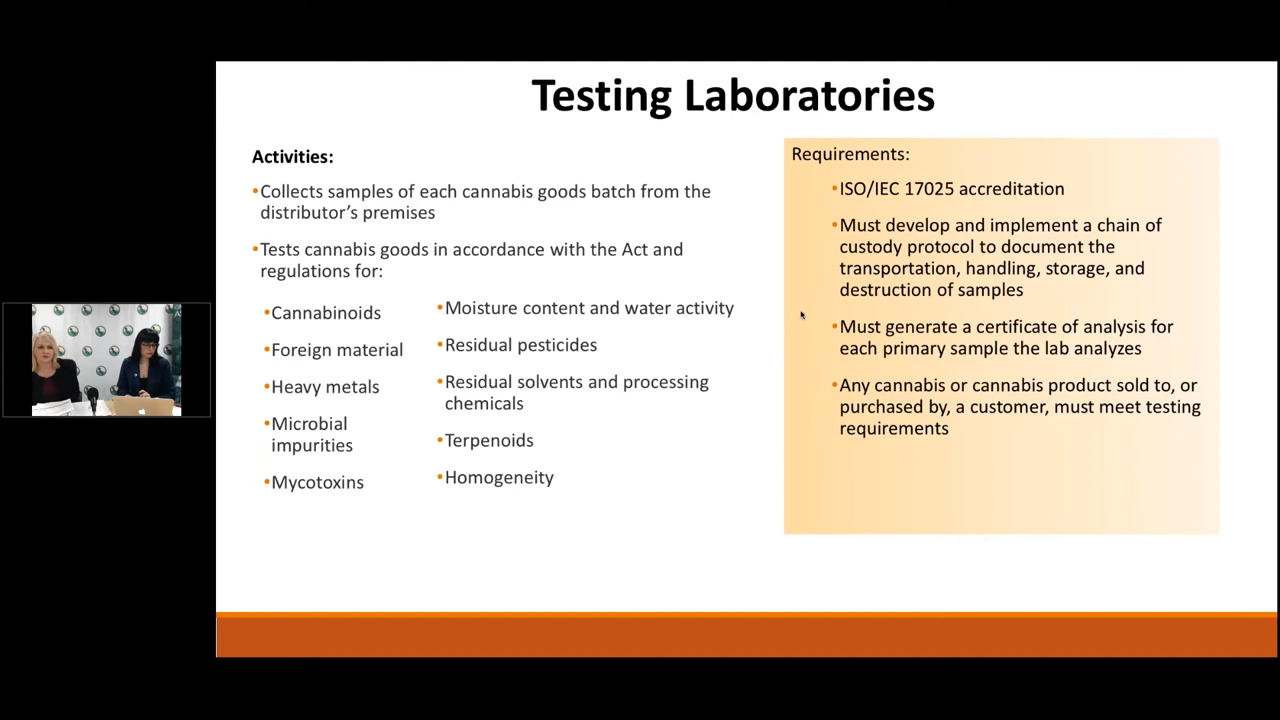 Testing Laboratories
Activities:
•Collects samples of each cannabis goods batch from the
distributor’s premises
•Tests cannabis goods in accordance with the Act and
regulations for:
•Cannabinoids
•Foreign material
•Heavy metals
•Microbial
impurities
•Mycotoxins
•Moisture content and water activity
•Residual pesticides
•Residual solvents and processing
chemicals
•Terpenoids
•Homogeneity
Requirements:
•ISO/IEC 17025 accreditation
•Must develop and implement a chain of
custody protocol to document the
transportation, handling, storage, and
destruction of samples
•Must generate a certificate of analysis for
each primary sample the lab analyzes
•Any cannabis or cannabis product sold to, or
purchased by, a customer, must meet testing
requirements